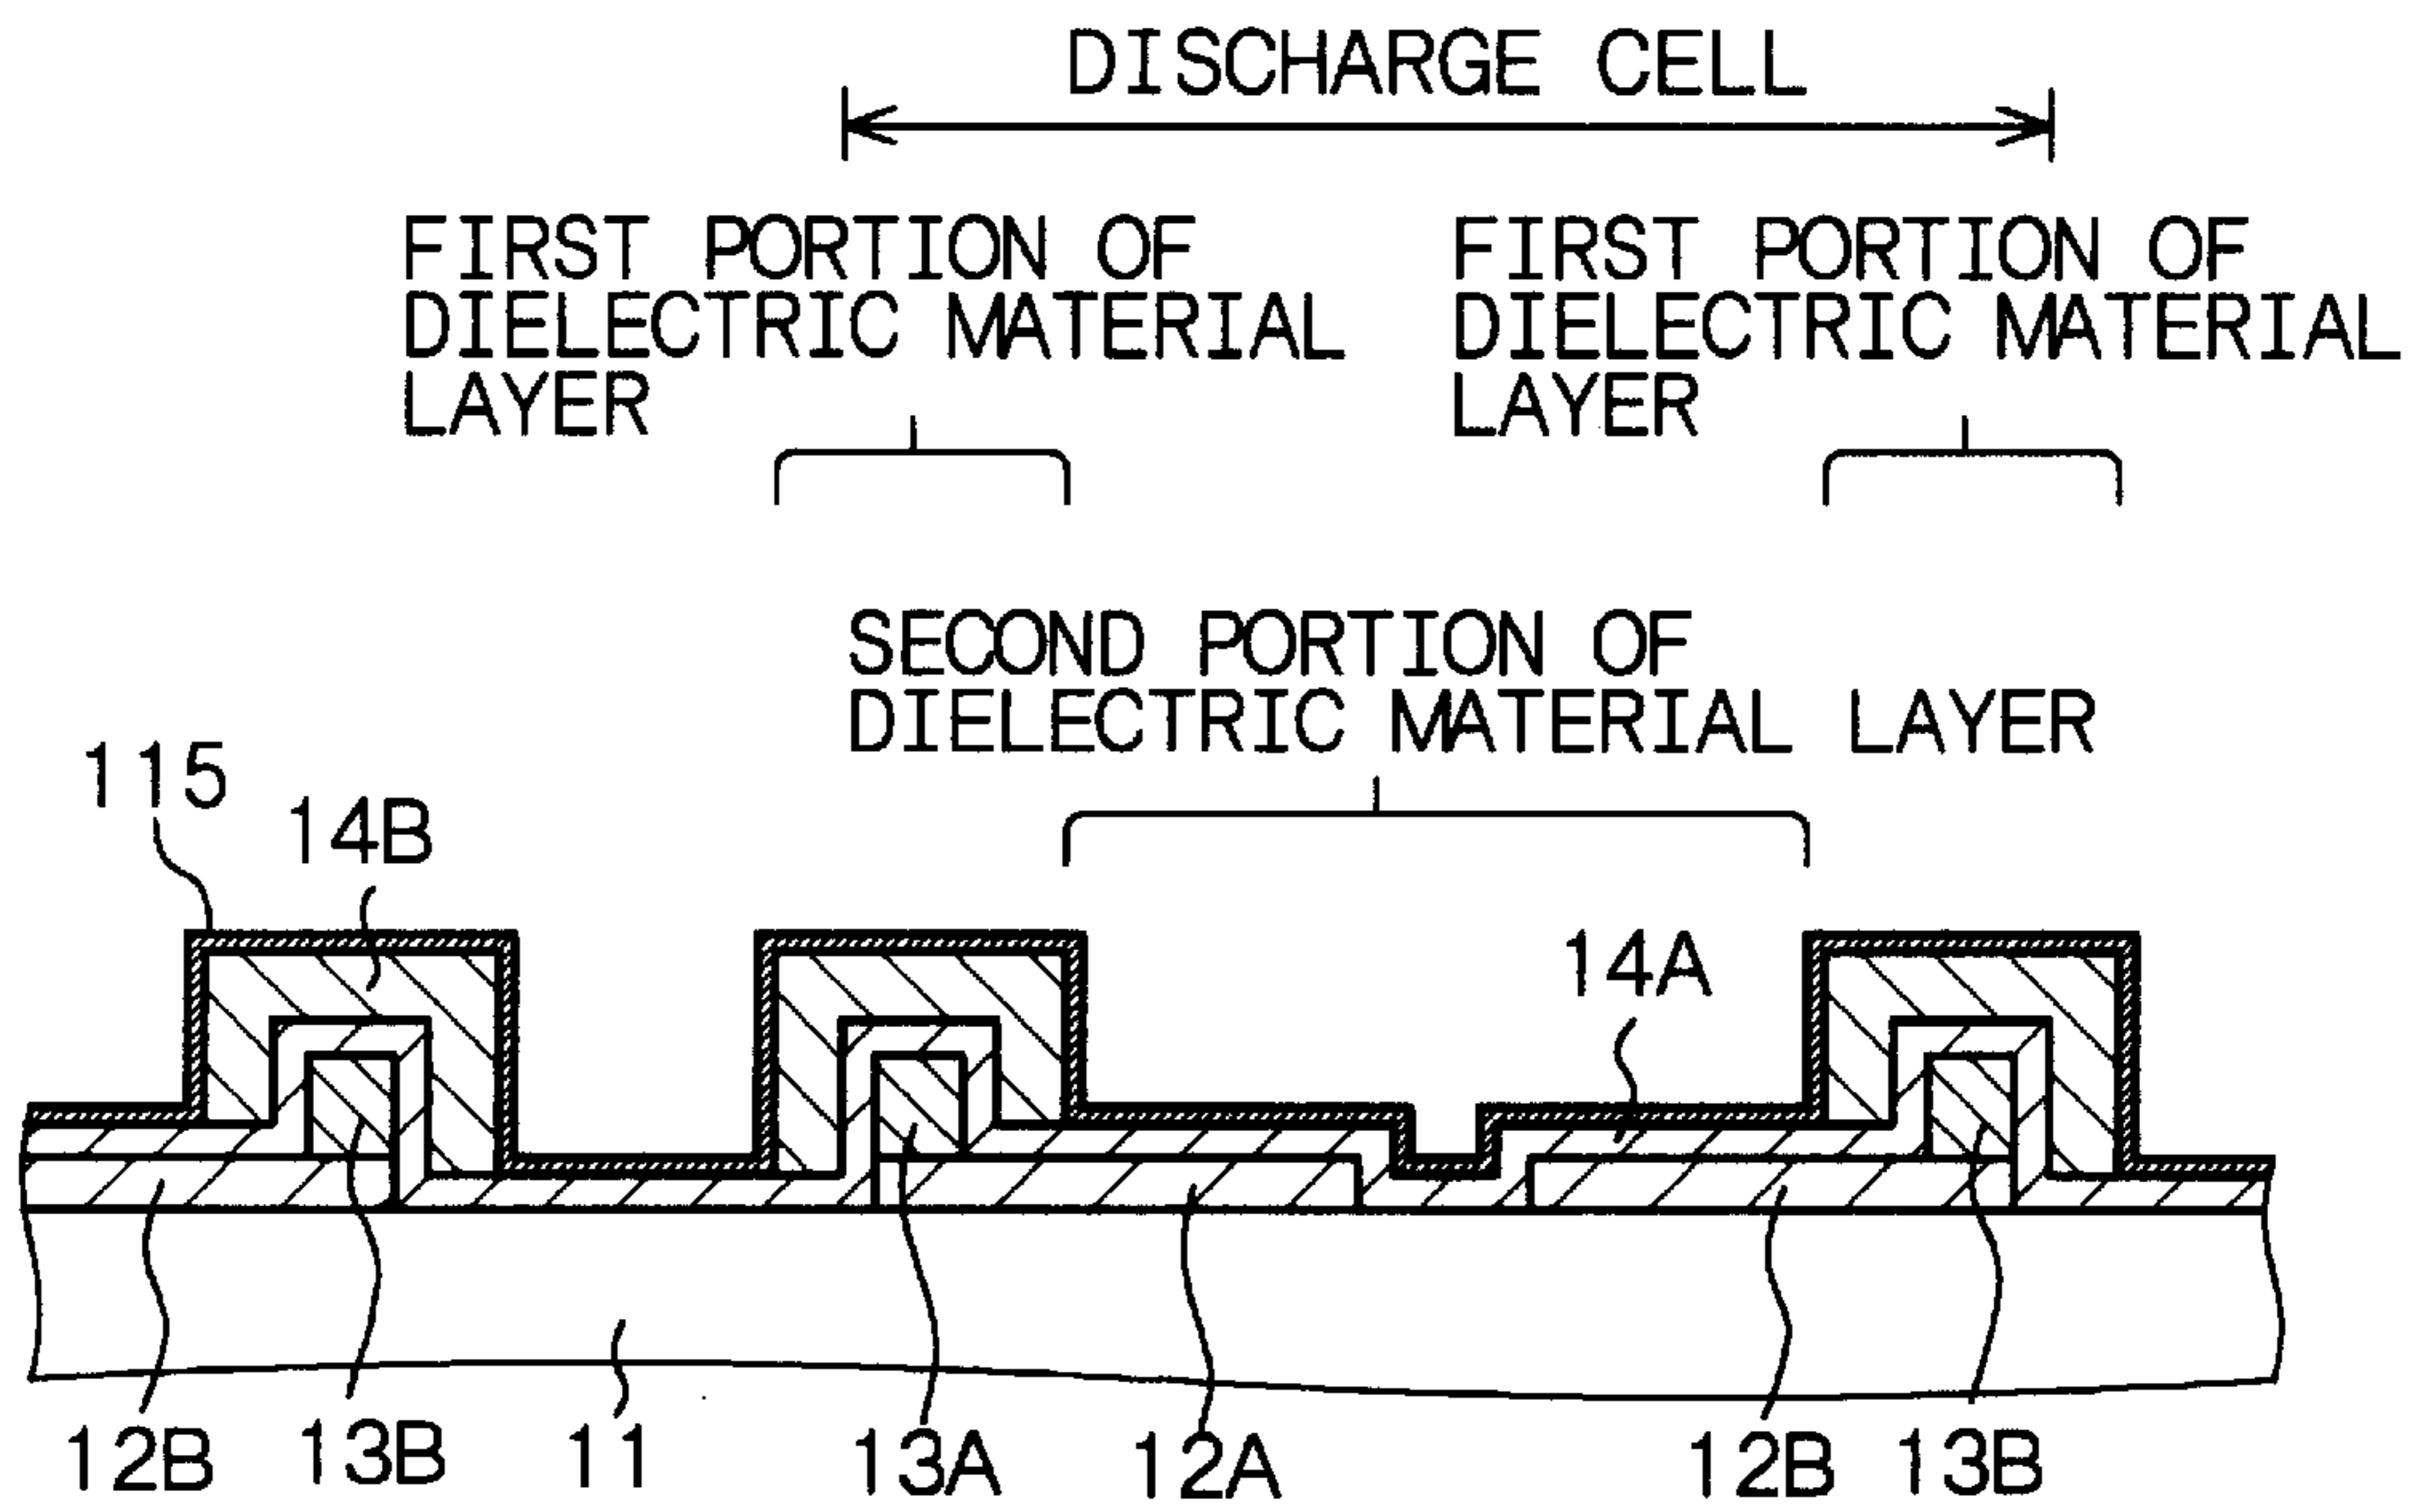 DISCHARGE CELL
FIRST PORTION OF
DIELECTRIC MATERIAL
LAYER
FIRST PORTION OF
DIELECTRIC MATERIAL
LAYER
SECOND PORTION OF
DIELECTRIC MATERIAL LAYER
115
14B
14A
12B
13B
11
13A
12A
12B
13B